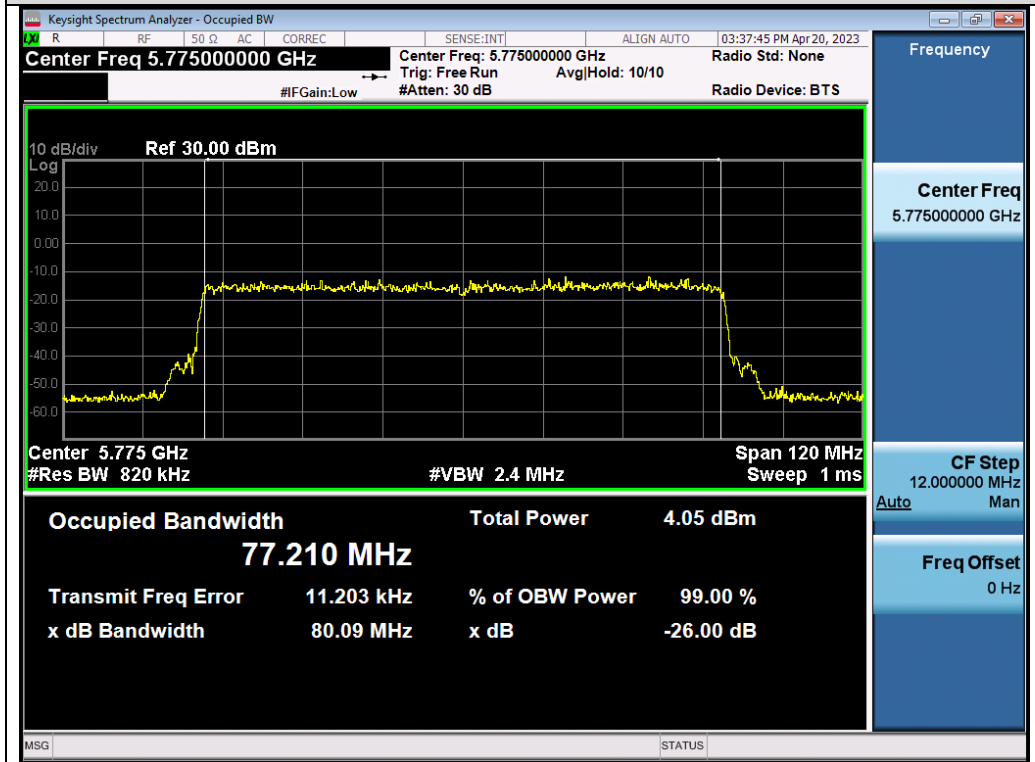 Keysight Spectrum Analyzer - Occupied BW
LXI R RF 50 Ω AC CORREC SENSE:INT ALIGN AUTO 03:37:45 PM Apr 20, 2023
Center Freq 5.775000000 GHz
Center Freq: 5.775000000 GHz Radio Std: None
Trig: Free Run Avg|Hold: 10/10
#IFGain:Low #Atten: 30 dB Radio Device: BTS
Frequency
10 dB/div Ref 30.00 dBm
Log
20.0
10.0
0.00
-10.0
-20.0
-30.0
-40.0
-50.0
-60.0
Center 5.775 GHz Span 120 MHz
#Res BW 820 kHz #VBW 2.4 MHz Sweep 1 ms
Occupied Bandwidth Total Power 4.05 dBm
77.210 MHz
Transmit Freq Error 11.203 kHz % of OBW Power 99.00 %
x dB Bandwidth 80.09 MHz x dB -26.00 dB
Center Freq
5.775000000 GHz
CF Step
12.000000 MHz
Auto Man
Freq Offset
0 Hz
MSG STATUS